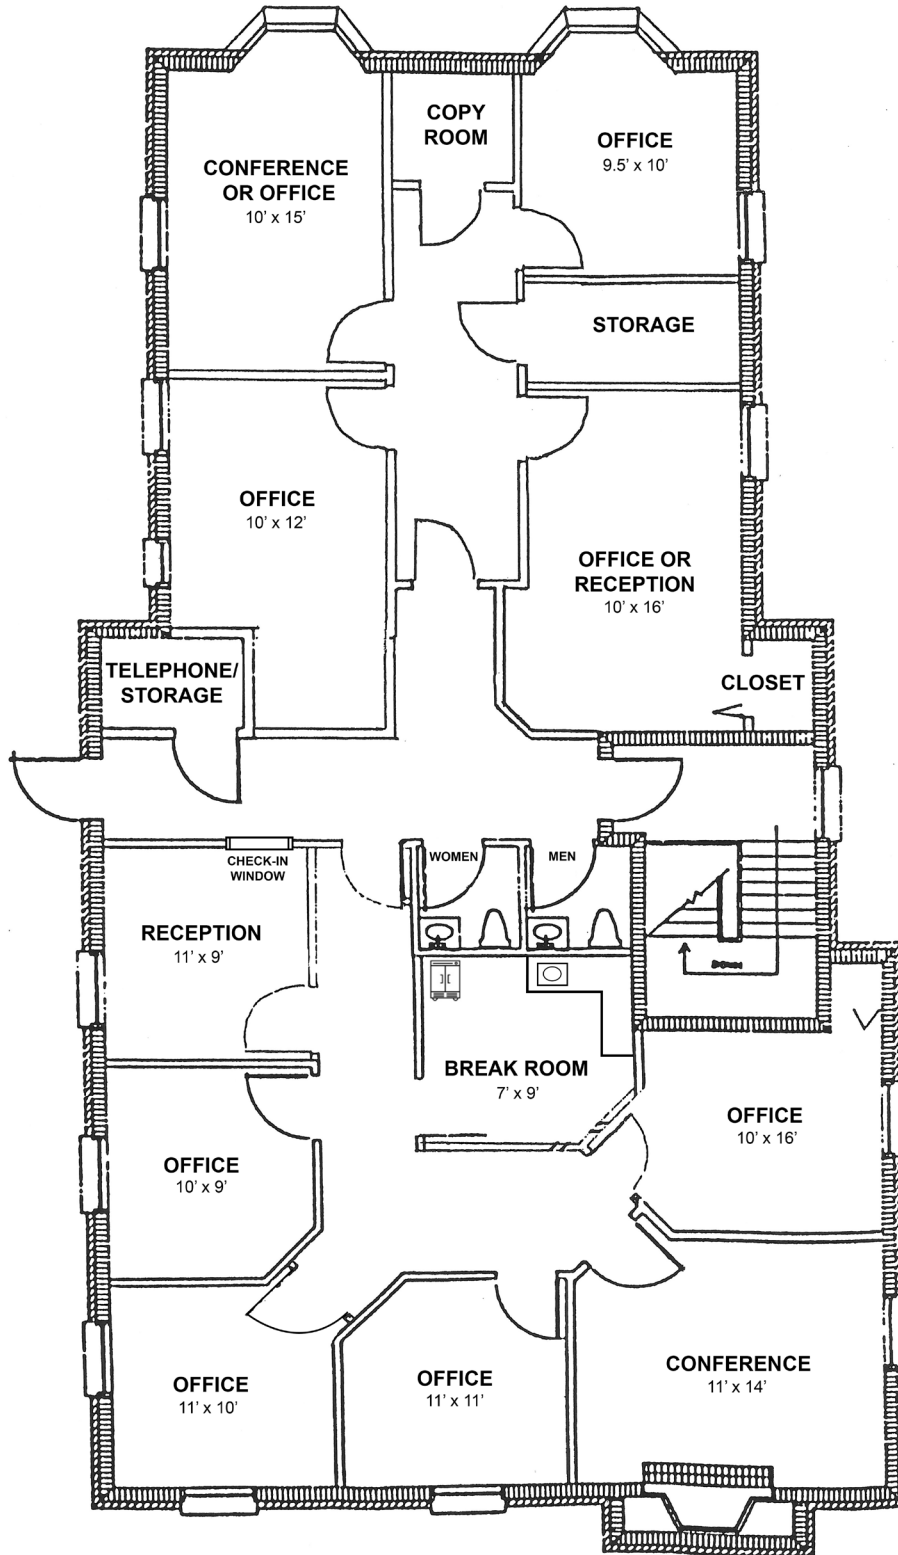 COPY
ROOM
OFFICE
9.5' x 10'
CONFERENCE
OR OFFICE
10' x 15'
STORAGE
OFFICE
10' x 12'
OFFICE OR
RECEPTION
10' x 16'
TELEPHONE/
STORAGE
CLOSET
CHECK-IN
WINDOW
WOMEN
MEN
RECEPTION
11' x 9'
DOWN
BREAK ROOM
7' x 9'
OFFICE
10' x 16'
OFFICE
10' x 9'
OFFICE
11' x 10'
OFFICE
11' x 11'
CONFERENCE
11' x 14'